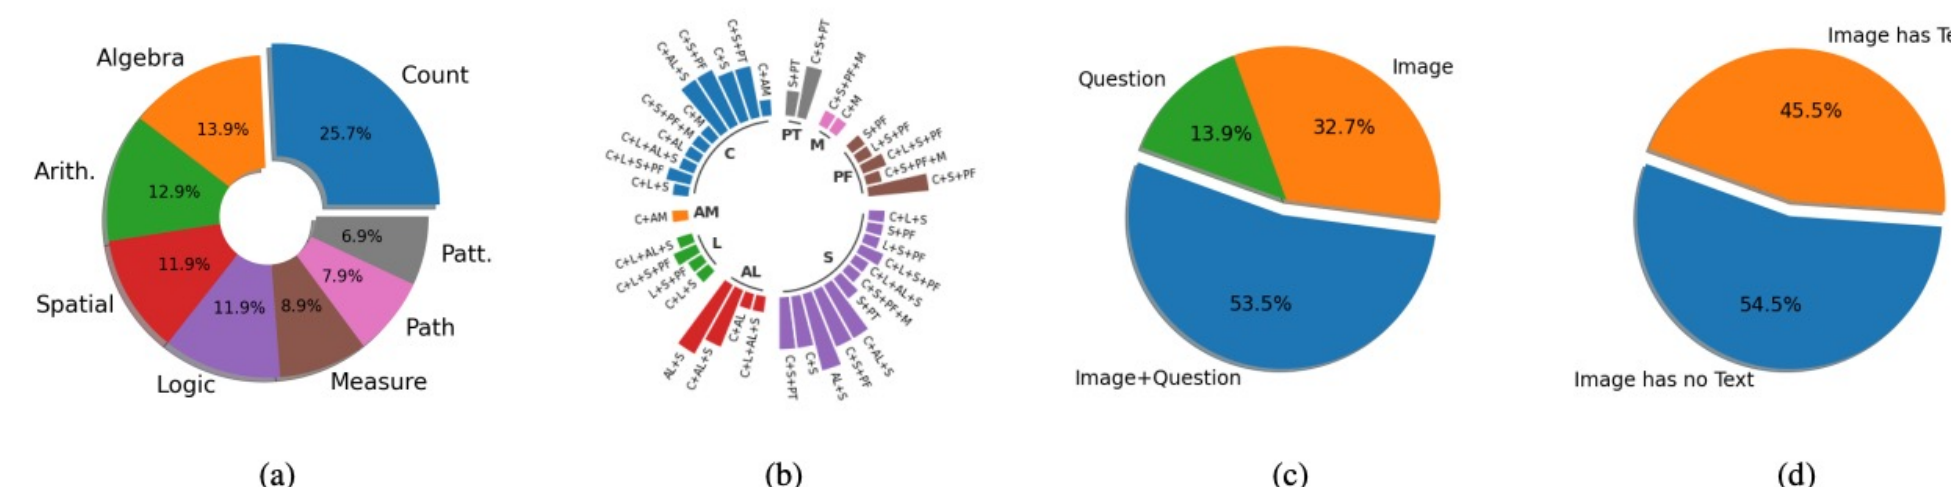 Algebra
Count
Arith.
Spatial
Logic
Measure
Path
Patt.
25.7%
13.9%
12.9%
11.9%
11.9%
8.9%
7.9%
6.9%
(a)
C+AL+S
C+S+PF
C+S
C+S+PT
C+AM
C+S+PF+M
C+M
C+AL
C+L+AL+S
C+L+S+PF
C+L+S
C
S+PT
C+S+PT
PT
C+S+PF+M
C+M
M
S+PF
L+S+PF
C+L+S+PF
C+S+PF+M
C+S+PF
PF
C+L+S
S+PF
L+S+PF
C+L+S+PF
C+L+AL+S
C+S+PF+M
S+PT
C+AL+S
C+S+PF
AL+S
C+S
C+S+PT
S
C+L+AL+S
C+AL
C+AL+S
AL+S
AL
C+L+S
L+S+PF
C+L+S+PF
C+L+AL+S
L
C+AM
AM
(b)
Question
Image
13.9%
32.7%
53.5%
Image+Question
(c)
Image has Te
45.5%
54.5%
Image has no Text
(d)